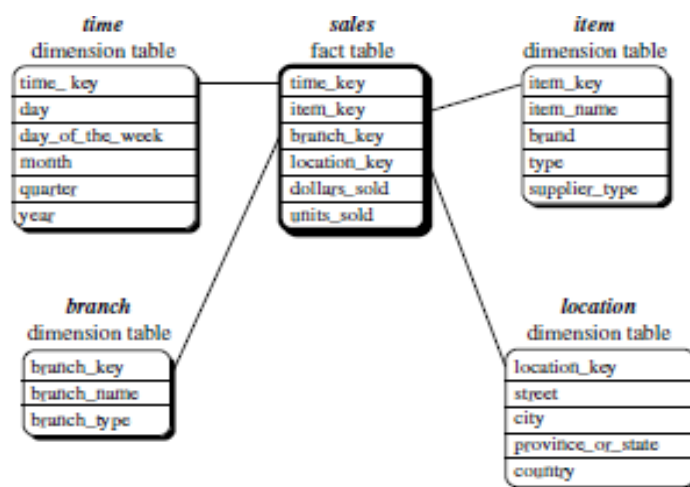 time
dimension table
time_ key
day
day_of_the_week
month
quarter
year
sales
fact table
time_key
item_key
branch_key
location_key
dollars_sold
units_sold
item
dimension table
item_key
item_name
brand
type
supplier_type
branch
dimension table
branch_key
branch_name
branch_type
location
dimension table
location_key
street
city
province_or_state
country